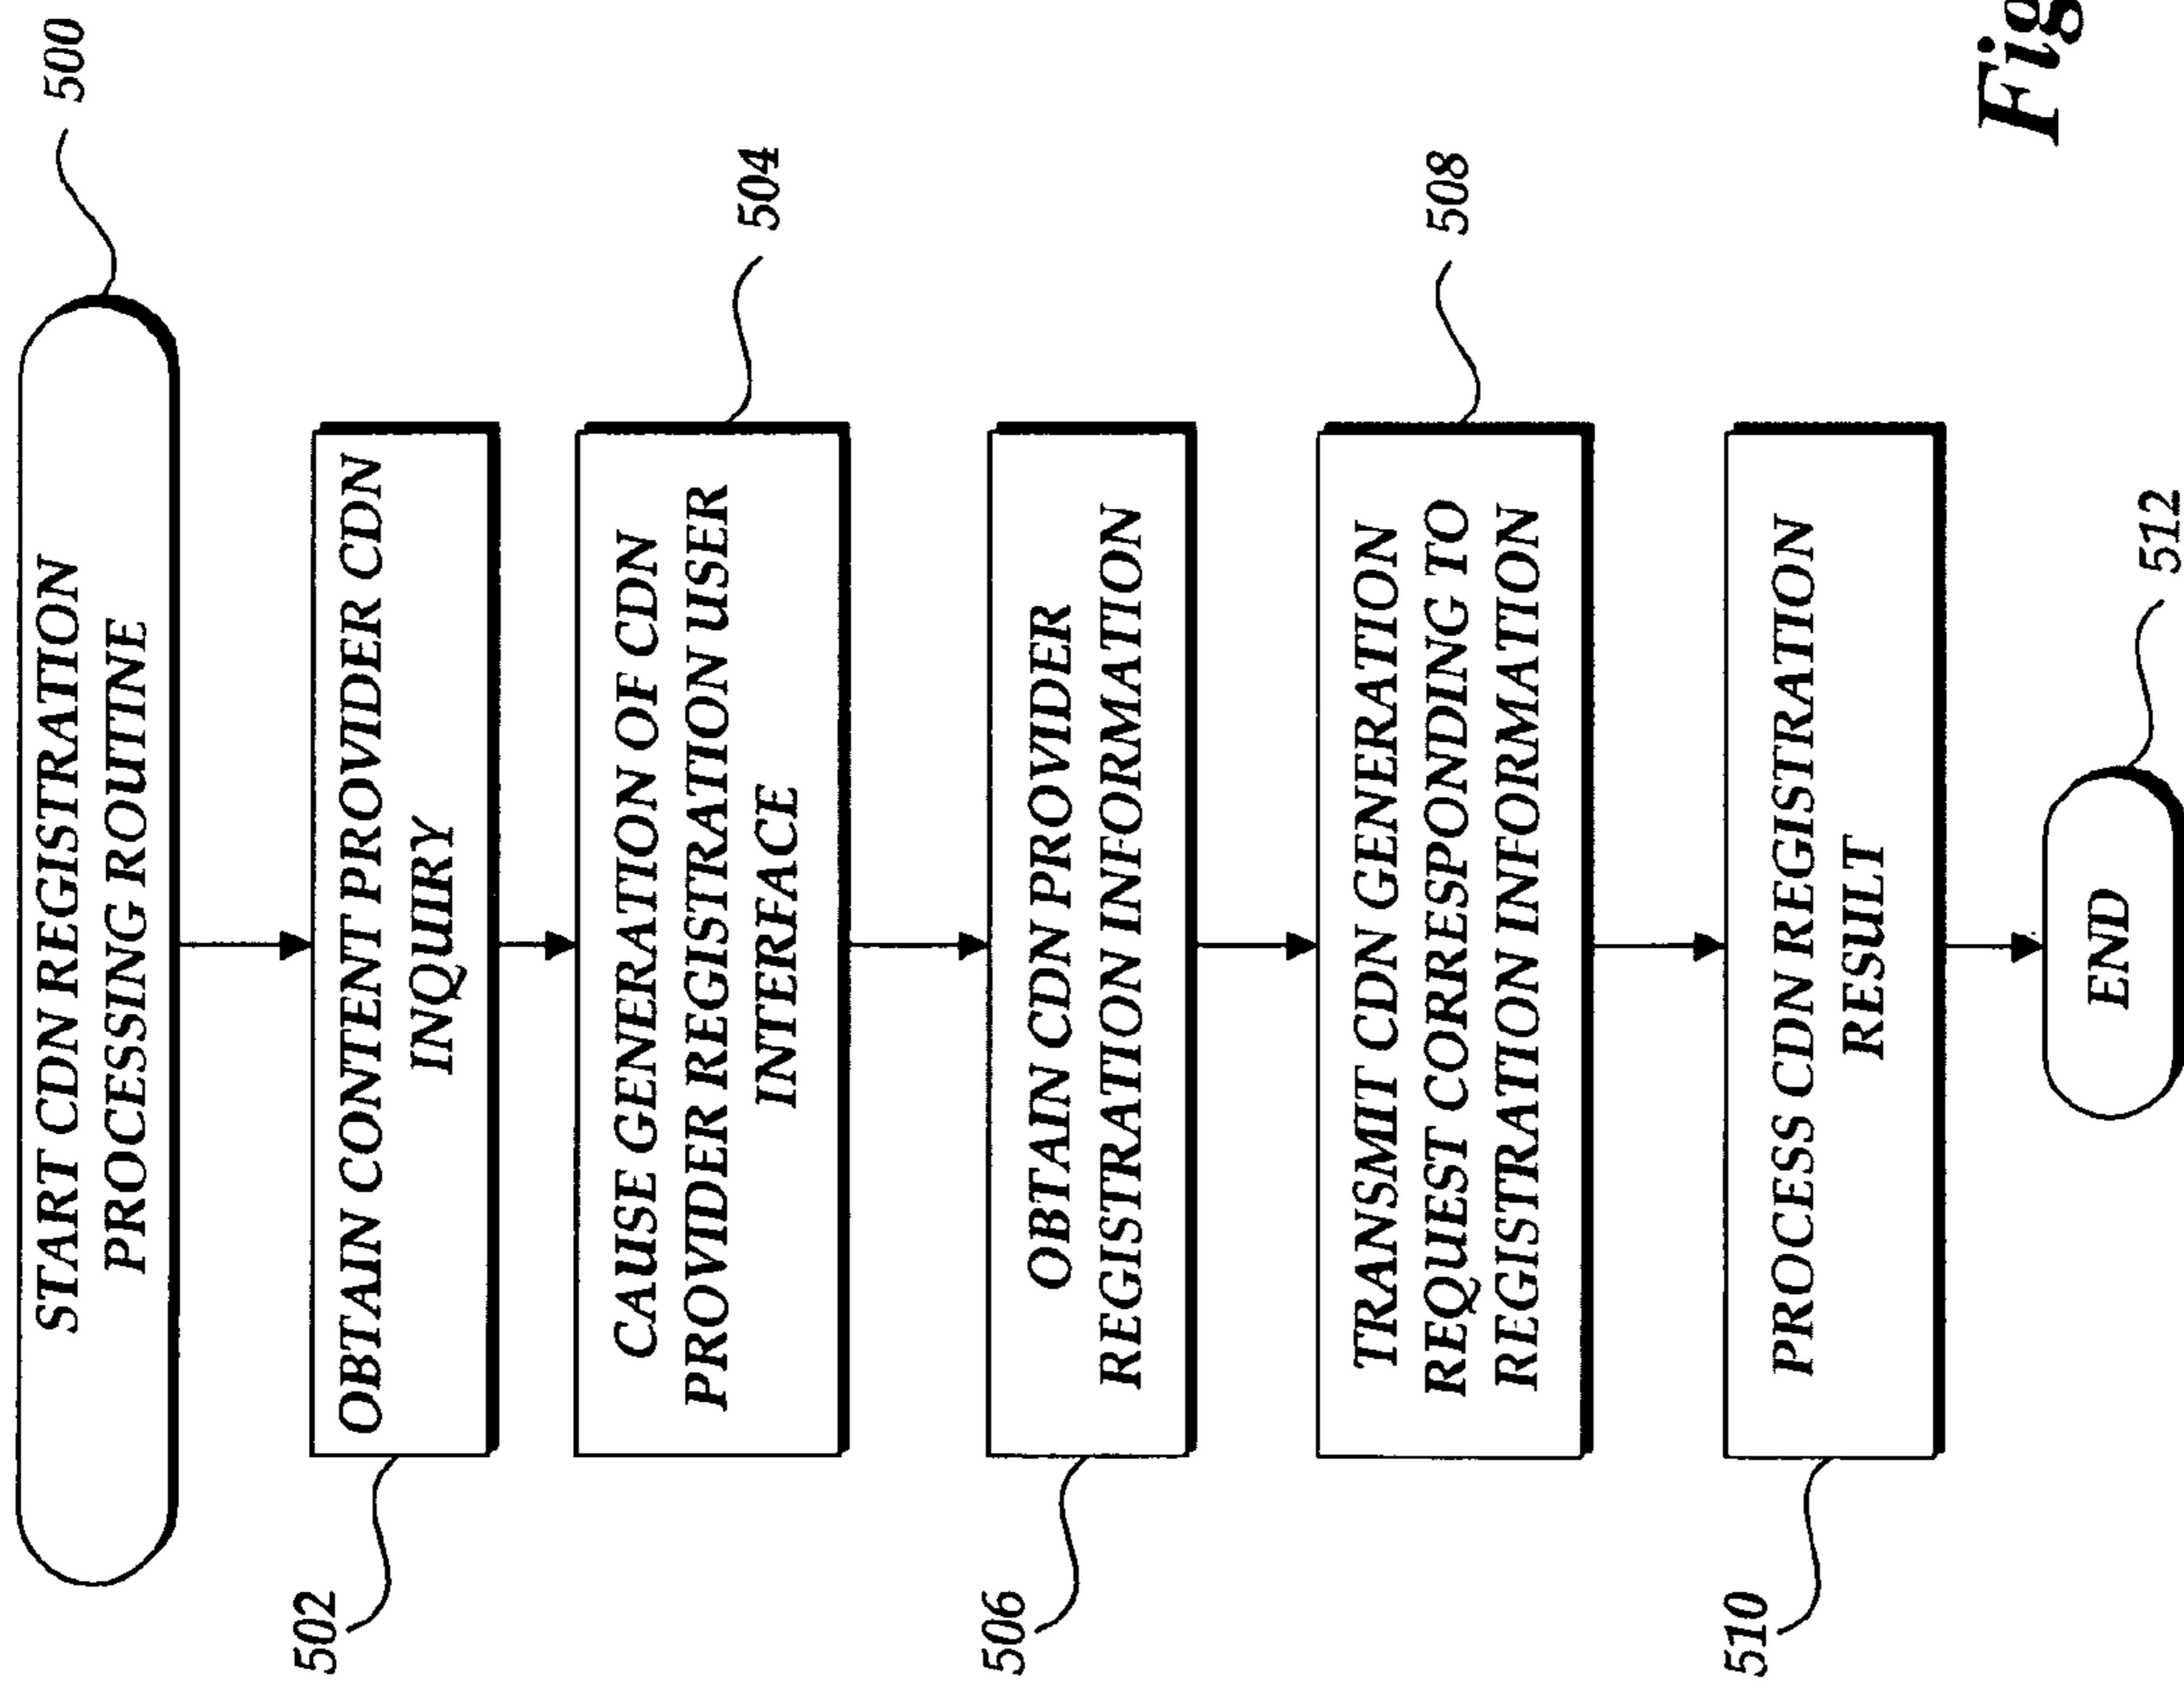 500
START CDN REGISTRATION
PROCESSING ROUTINE
502
OBTAIN CONTENT PROVIDER CDN
INQUIRY
504
CAUSE GENERATION OF CDN
PROVIDER REGISTRATION USER
INTERFACE
506
OBTAIN CDN PROVIDER
REGISTRATION INFORMATION
508
TRANSMIT CDN GENERATION
REQUEST CORRESPONDING TO
REGISTRATION INFORMATION
510
PROCESS CDN REGISTRATION
RESULT
512
END
Fig